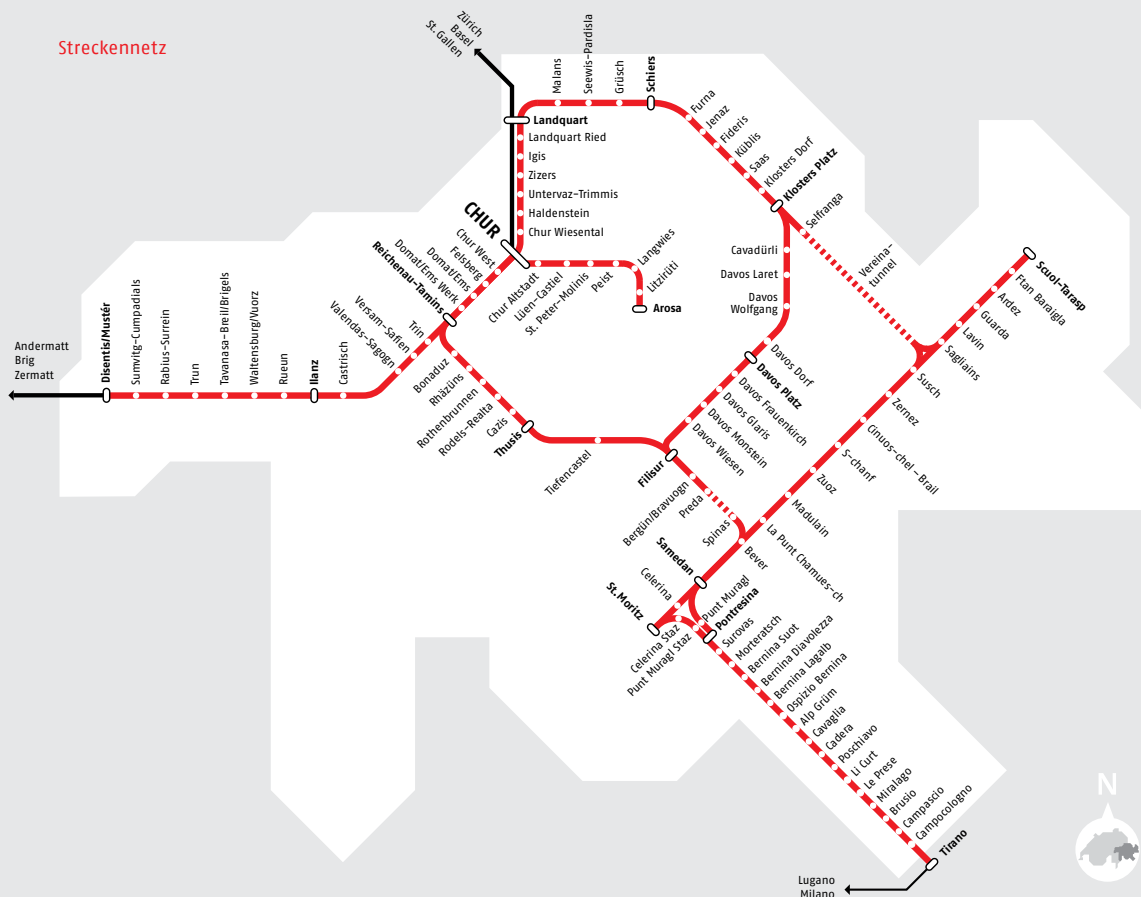 Streckennetz
Zürich
Basel
St. Gallen
Malans
Seewis-Pardisla
Grüsch
Schiers
Furna
Jenaz
Fideris
Küblis
Saas
Klosters Dorf
Klosters Platz
Selfranga
Vereina-
tunnel
Landquart
Landquart Ried
Igis
Zizers
Untervaz-Trimmis
Haldenstein
Chur Wiesental
CHUR
Chur West
Felsberg
Domat/Ems
Domat/Ems Werk
Reichenau-Tamins
Chur Altstadt
Lüen-Castiel
St. Peter-Molinis
Peist
Langwies
Litzirüti
Arosa
Cavadürli
Davos Laret
Davos
Wolfgang
Davos Dorf
Davos Platz
Davos Frauenkirch
Davos Glaris
Davos Monstein
Davos Wiesen
Filisur
Scuol-Tarasp
Ftan Baraigla
Ardez
Guarda
Lavin
Sagliains
Susch
Zernez
Cinuos-chel – Brail
S-chanf
Zuoz
Madulain
La Punt Chamues-ch
Bever
Andermatt
Brig
Zermatt
Disentis/Mustér
Sumvitg-Cumpadials
Rabius-Surrein
Trun
Tavanasa-Breil/Brigels
Waltensburg/Vuorz
Rueun
Ilanz
Castrisch
Valendas-Sagogn
Versam-Safien
Trin
Bonaduz
Rhäzüns
Rothenbrunnen
Rodels-Realta
Cazis
Thusis
Tiefencastel
Bergün/Bravuogn
Preda
Spinas
Samedan
Celerina
St. Moritz
Celerina Staz
Punt Muragl Staz
Punt Muragl
Pontresina
Surovas
Morteratsch
Bernina Suot
Bernina Diavolezza
Bernina Lagalb
Ospizio Bernina
Alp Grüm
Cavaglia
Cadera
Poschiavo
Li Curt
Le Prese
Miralago
Brusio
Campascio
Campocologno
Tirano
Lugano
Milano
N